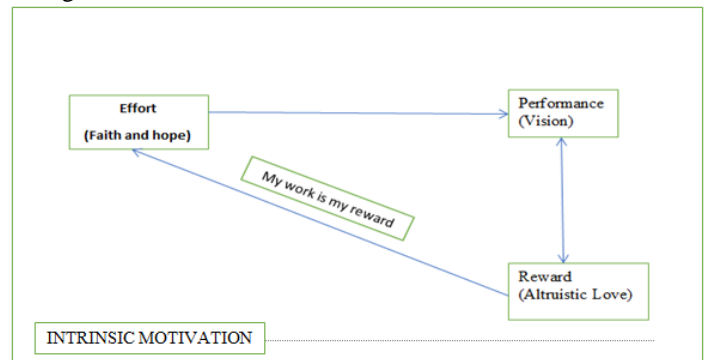 Effort
(Faith and hope)
Performance
(Vision)
My work is my reward
Reward
(Altruistic Love)
INTRINSIC MOTIVATION